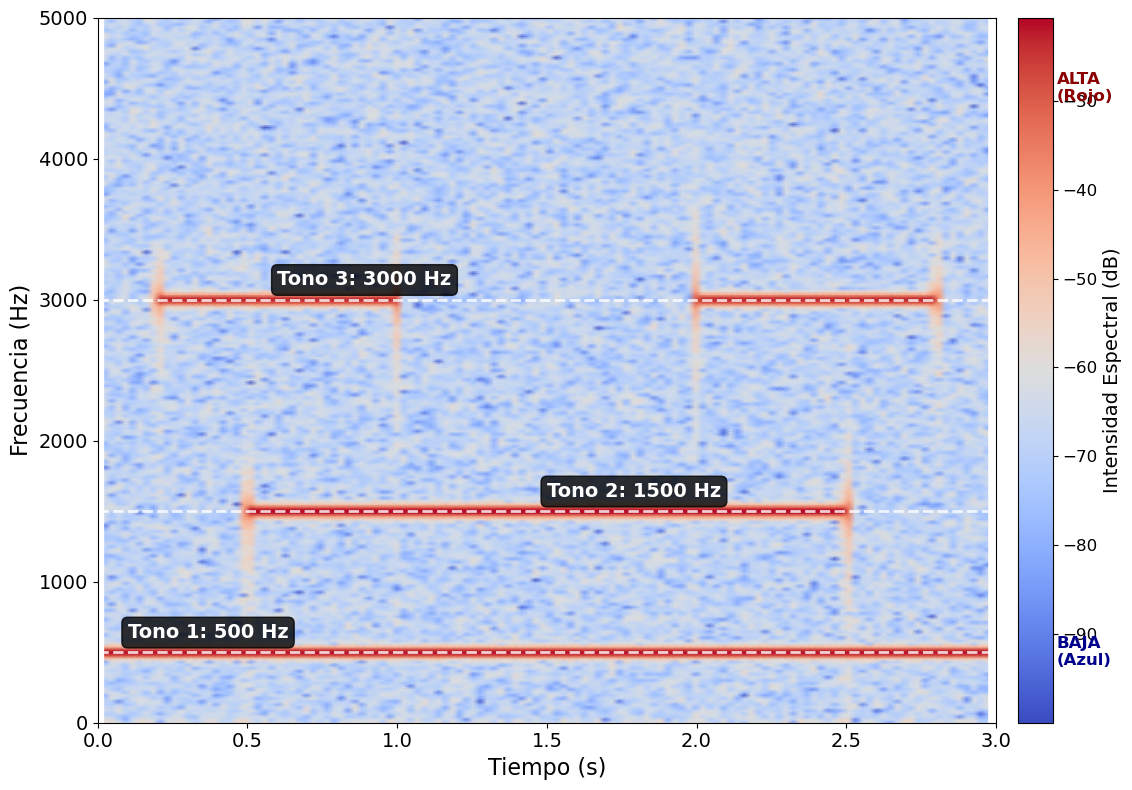 5000
4000
3000
2000
1000
0
Frecuencia (Hz)
0.0
0.5
1.0
1.5
2.0
2.5
3.0
Tiempo (s)
Tono 3: 3000 Hz
Tono 2: 1500 Hz
Tono 1: 500 Hz
ALTA
(Rojo)
−30
−40
−50
−60
−70
−80
−90
BAJA
(Azul)
Intensidad Espectral (dB)